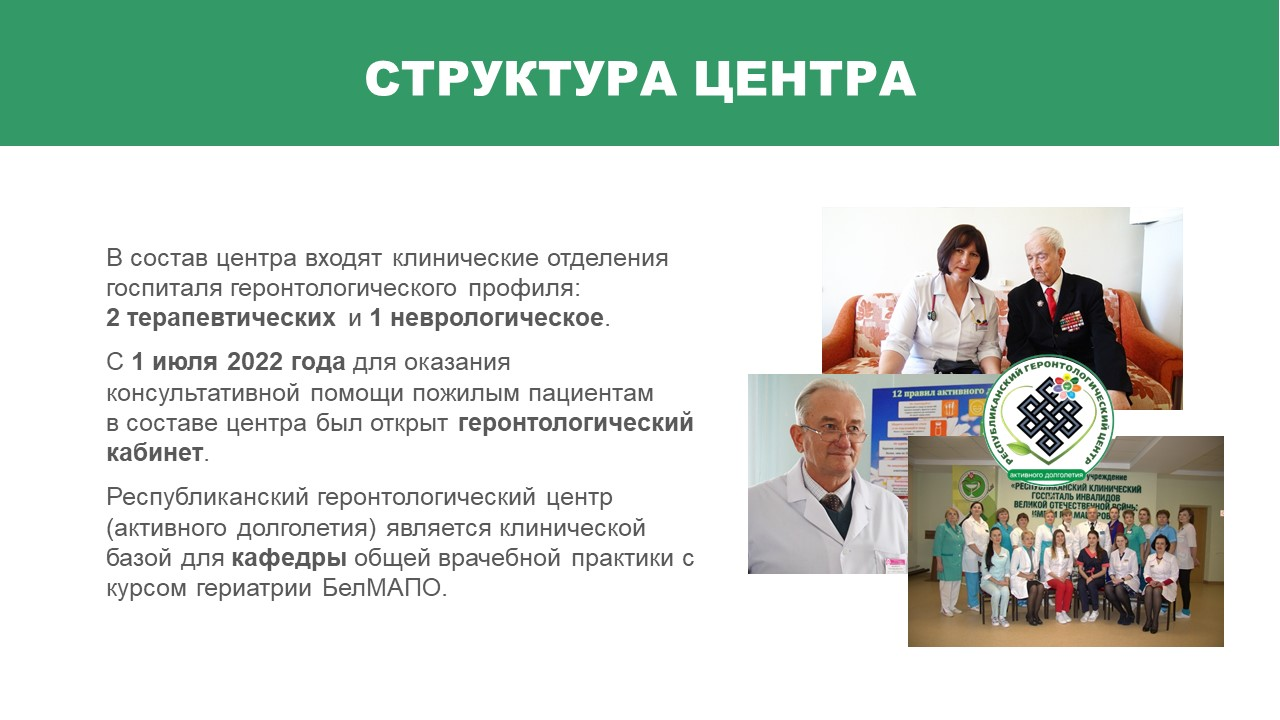 СТРУКТУРА ЦЕНТРА
В состав центра входят клинические отделения
госпиталя геронтологического профиля:
2 терапевтических и 1 неврологическое.
С 1 июля 2022 года для оказания
консультативной помощи пожилым пациентам
в составе центра был открыт геронтологический
кабинет.
Республиканский геронтологический центр
(активного долголетия) является клинической
базой для кафедры общей врачебной практики с
курсом гериатрии БелМАПО.
12 правил активного
РЕСПУБЛИКАНСКИЙ ГЕРОНТОЛОГИЧЕСКИЙ ЦЕНТР
активного долголетия
учреждение
«РЕСПУБЛИКАНСКИЙ КЛИНИЧЕСКИЙ
ГОСПИТАЛЬ ИНВАЛИДОВ
ВЕЛИКОЙ ОТЕЧЕСТВЕННОЙ ВОЙНЫ